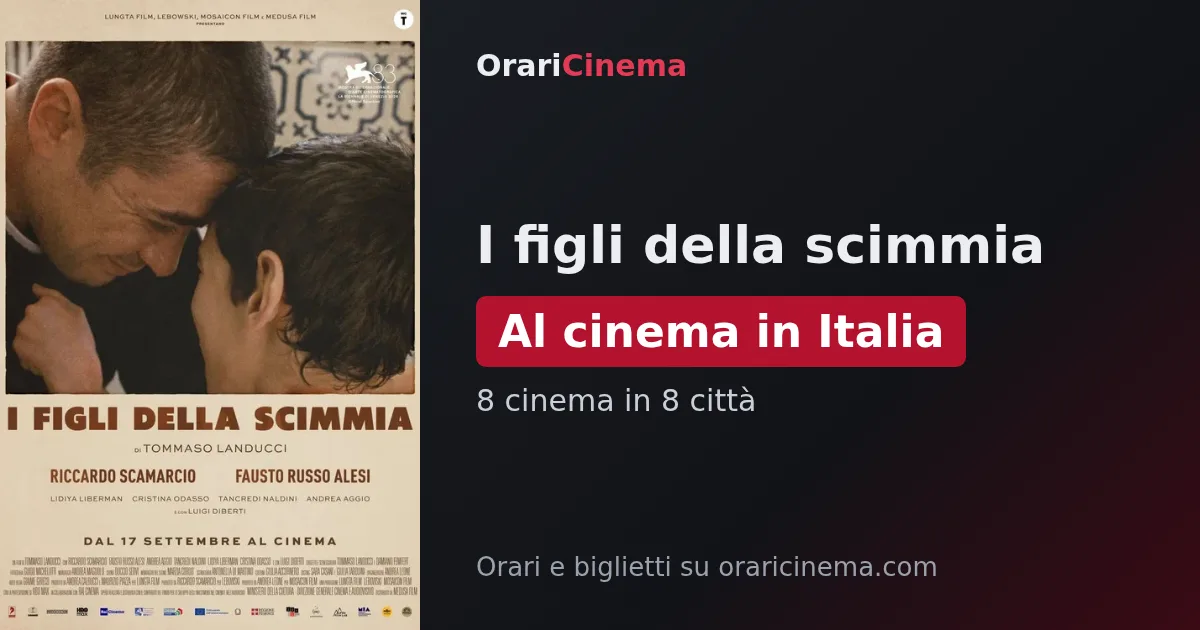 LUNGTA FILM, LEBOWSKI, MOSAICON FILM E MEDUSA FILM
PRESENTANO
T
83
I FIGLI DELLA SCIMMIA
DI TOMMASO LANDUCCI
RICCARDO SCAMARCIO FAUSTO RUSSO ALESI
LIDIYA LIBERMAN CRISTINA ODASSO TANCREDI NALDINI ANDREA AGGIO
E CON LUIGI DIBERTI
DAL 17 SETTEMBRE AL CINEMA
OrariCinema
I figli della scimmia
Al cinema in Italia
8 cinema in 8 città
Orari e biglietti su oraricinema.com